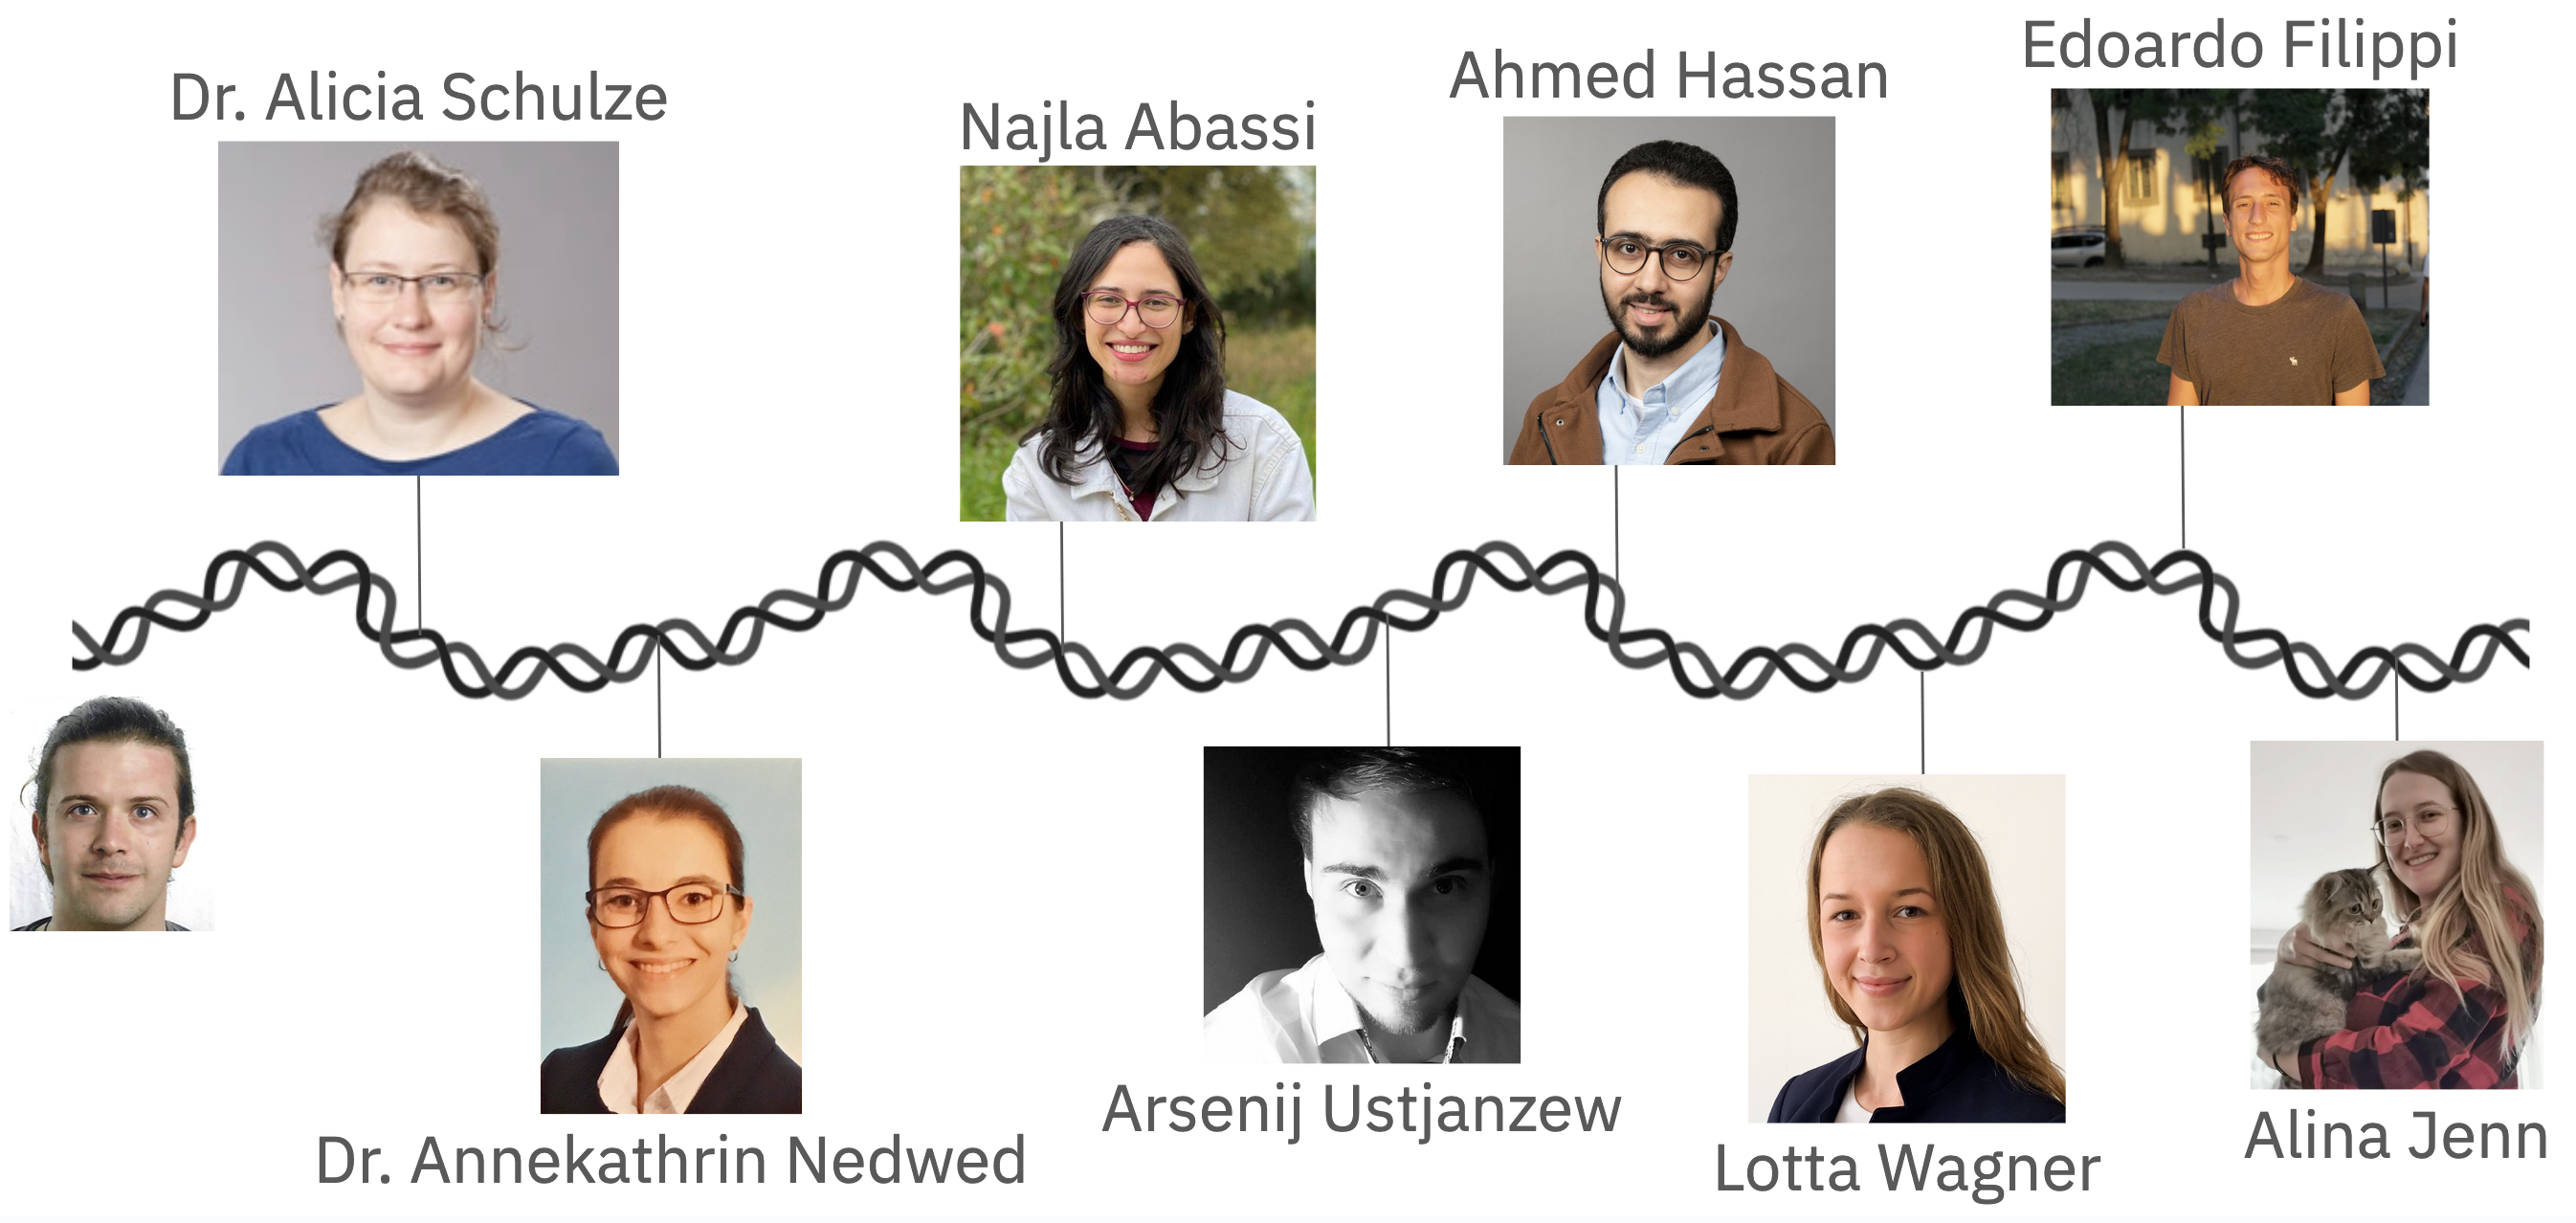 Dr. Alicia Schulze
Najla Abassi
Ahmed Hassan
Edoardo Filippi
Dr. Annekathrin Nedwed
Arsenij Ustjanzew
Lotta Wagner
Alina Jenn